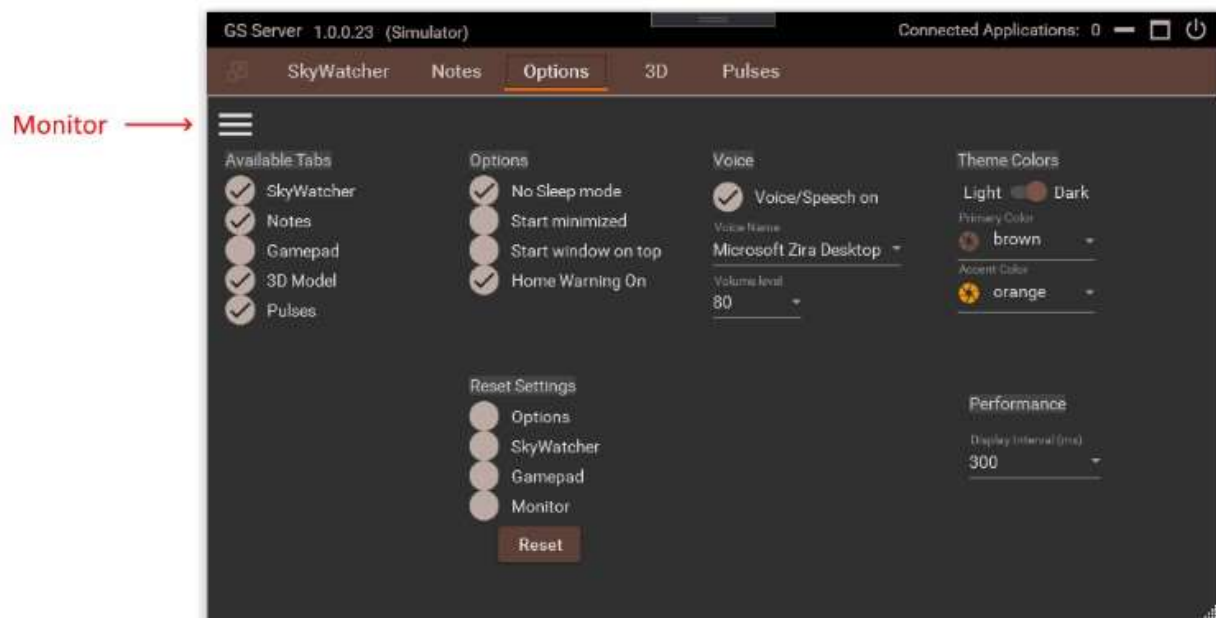 GS Server 1.0.0.23 (Simulator) Connected Applications: 0
SkyWatcher Notes Options 3D Pulses
Monitor
Available Tabs
SkyWatcher
Notes
Gamepad
3D Model
Pulses
Options
No Sleep mode
Start minimized
Start window on top
Home Warning On
Voice
Voice/Speech on
Voice Name
Microsoft Zira Desktop
Volume level
80
Theme Colors
Light Dark
Primary Color
brown
Accent Color
orange
Reset Settings
Options
SkyWatcher
Gamepad
Monitor
Reset
Performance
Display Interval (ms)
300